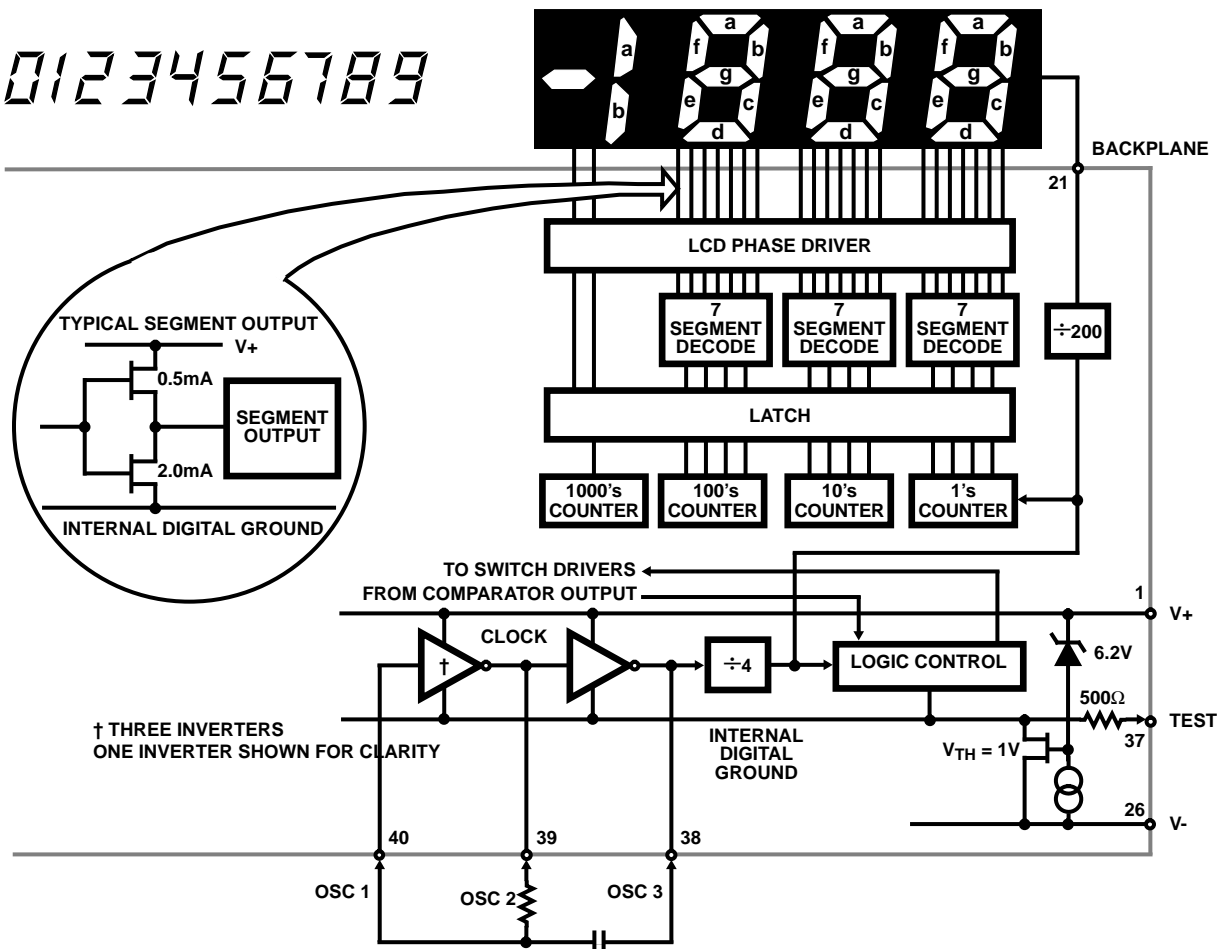 0123456789
a
b
a
f
b
g
e
c
d
a
f
b
g
e
c
d
a
f
b
g
e
c
d
BACKPLANE
21
LCD PHASE DRIVER
TYPICAL SEGMENT OUTPUT
V+
0.5mA
SEGMENT
OUTPUT
2.0mA
INTERNAL DIGITAL GROUND
7
SEGMENT
DECODE
7
SEGMENT
DECODE
7
SEGMENT
DECODE
÷200
LATCH
1000's
COUNTER
100's
COUNTER
10's
COUNTER
1's
COUNTER
TO SWITCH DRIVERS
FROM COMPARATOR OUTPUT
1
V+
CLOCK
†
÷4
LOGIC CONTROL
6.2V
500Ω
TEST
37
† THREE INVERTERS
ONE INVERTER SHOWN FOR CLARITY
INTERNAL
DIGITAL
GROUND
VTH = 1V
26
V-
40
39
38
OSC 1
OSC 2
OSC 3